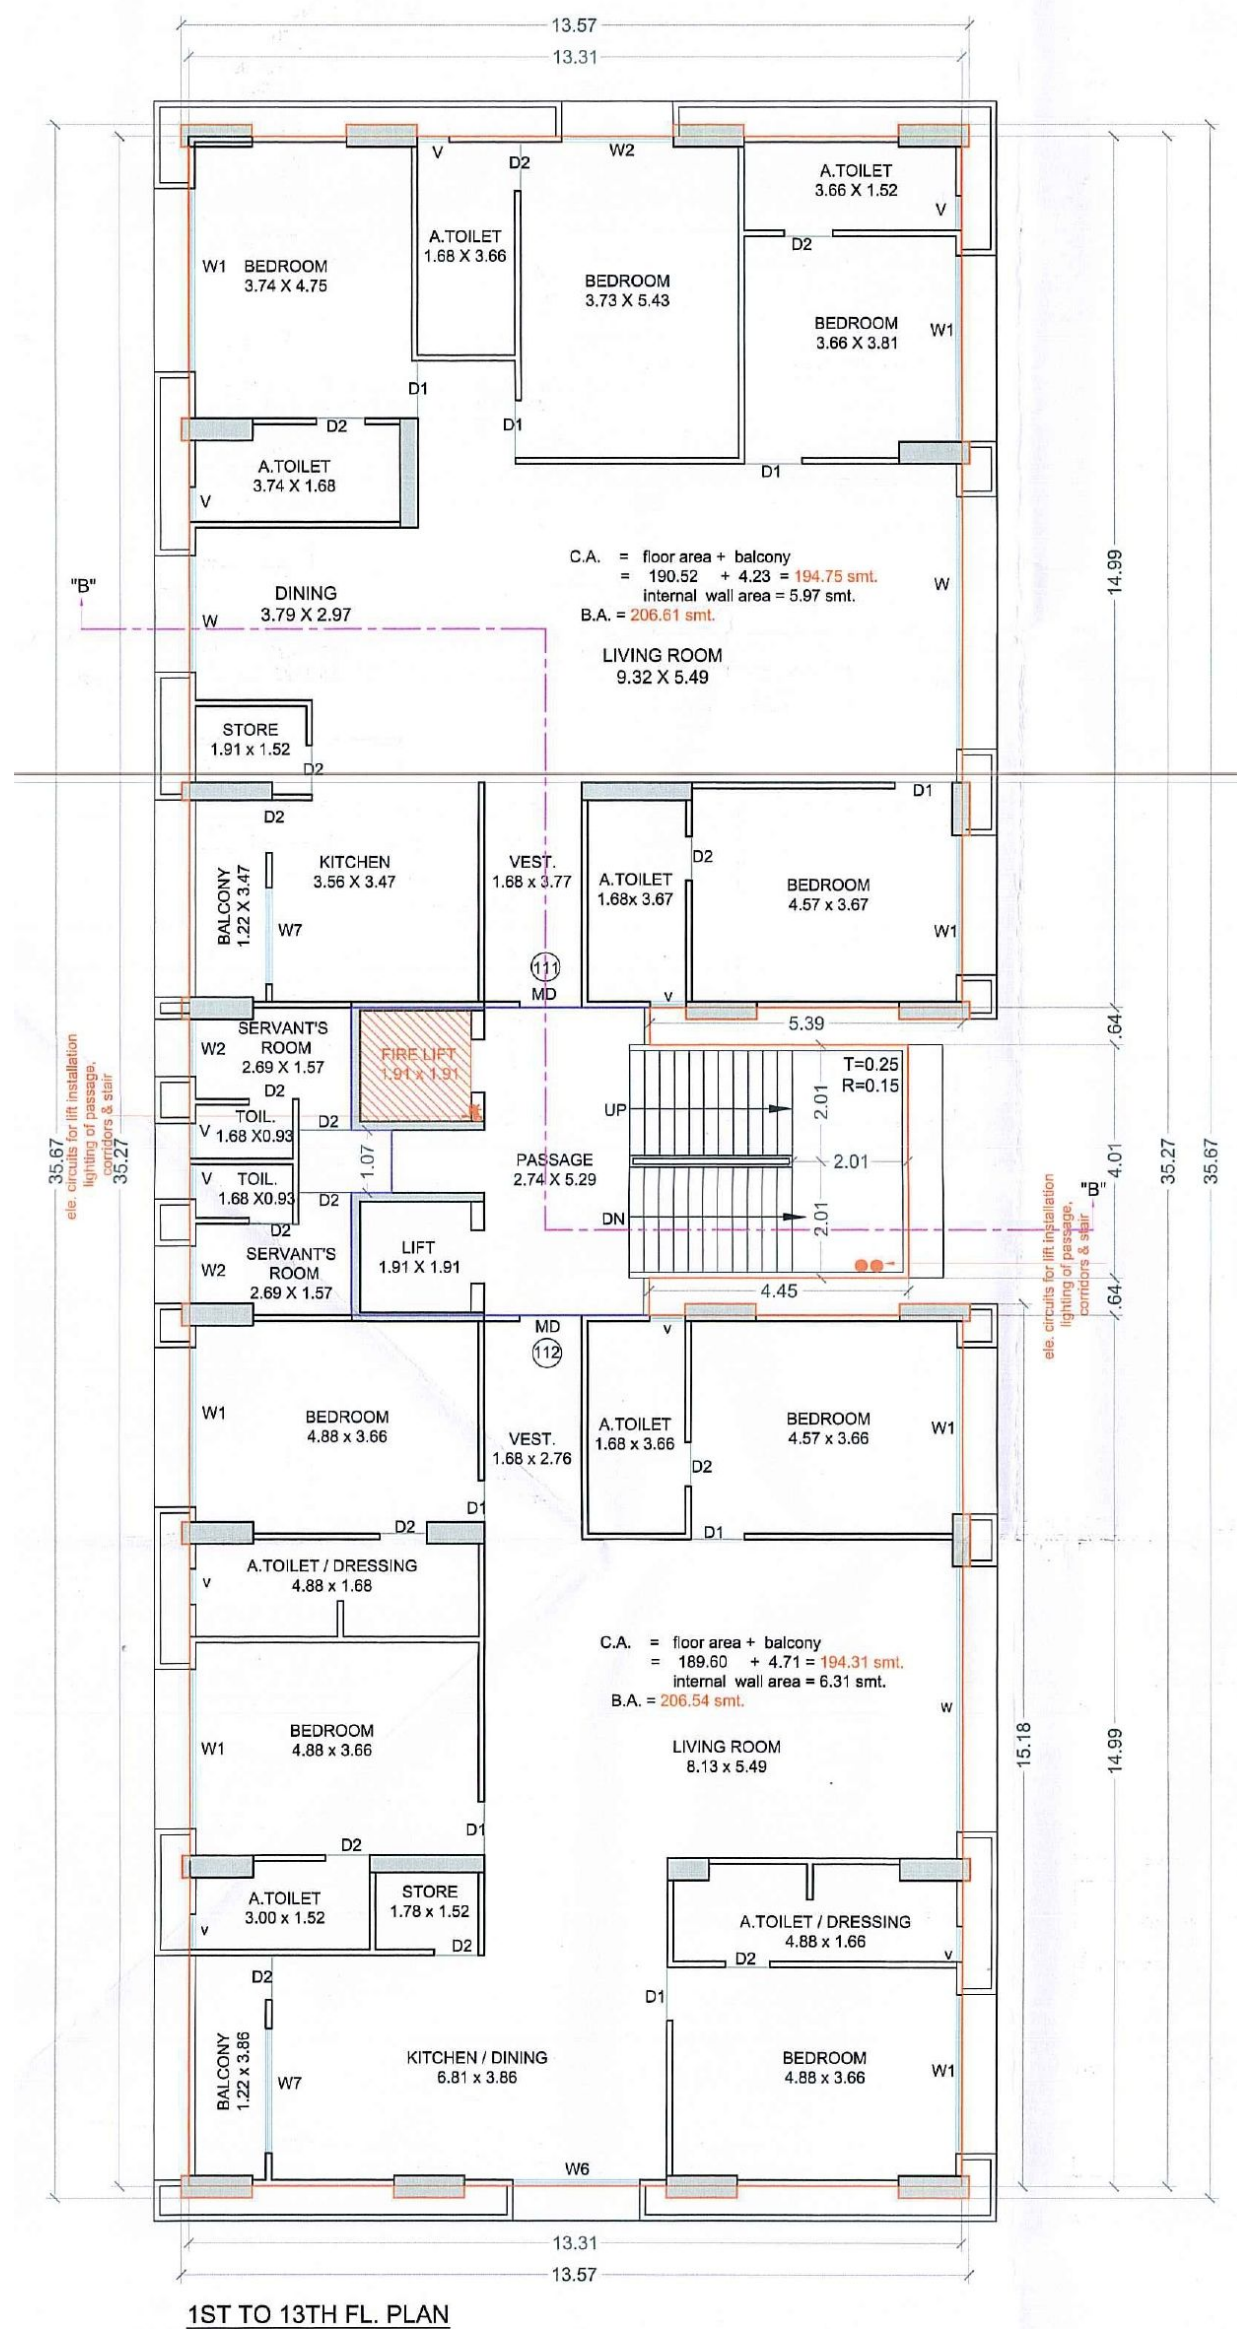 13.57
13.31
V
D2
W2
A.TOILET
3.66 X 1.52
V
D2
A.TOILET
1.68 X 3.66
W1
BEDROOM
3.74 X 4.75
BEDROOM
3.73 X 5.43
BEDROOM
3.66 X 3.81
W1
D1
D1
D2
D1
A.TOILET
3.74 X 1.68
V
C.A. = floor area + balcony
= 190.52 + 4.23 = 194.75 smt.
internal wall area = 5.97 smt.
B.A. = 206.61 smt.
14.99
"B"
DINING
3.79 X 2.97
W
W
LIVING ROOM
9.32 X 5.49
STORE
1.91 x 1.52
D2
D2
D1
KITCHEN
3.56 X 3.47
BALCONY
1.22 X 3.47
W7
VEST.
1.68 x 3.77
A.TOILET
1.68x 3.67
D2
BEDROOM
4.57 x 3.67
W1
111
MD
v
5.39
.64
SERVANT'S
ROOM
2.69 X 1.57
W2
D2
FIRE LIFT
1.91 x 1.91
T=0.25
R=0.15
UP
2.01
TOIL.
1.68 X0.93
V
D2
1.07
PASSAGE
2.74 X 5.29
2.01
4.01
35.67
35.27
ele. circuits for lift installation
lighting of passage,
corridors & stair
35.27
35.67
V
TOIL.
1.68 X0.93
D2
D2
DN
2.01
"B"
SERVANT'S
ROOM
2.69 X 1.57
W2
LIFT
1.91 X 1.91
4.45
.64
ele. circuits for lift installation
lighting of passage,
corridors & stair
MD
112
v
W1
BEDROOM
4.88 x 3.66
VEST.
1.68 x 2.76
A.TOILET
1.68 x 3.66
BEDROOM
4.57 x 3.66
W1
D2
D1
D2
D1
A.TOILET / DRESSING
4.88 x 1.68
v
C.A. = floor area + balcony
= 189.60 + 4.71 = 194.31 smt.
internal wall area = 6.31 smt.
B.A. = 206.54 smt.
w
BEDROOM
4.88 x 3.66
W1
LIVING ROOM
8.13 x 5.49
15.18
14.99
D1
D2
A.TOILET
3.00 x 1.52
v
STORE
1.78 x 1.52
D2
A.TOILET / DRESSING
4.88 x 1.66
D2
v
D2
D1
BALCONY
1.22 x 3.86
W7
KITCHEN / DINING
6.81 x 3.86
BEDROOM
4.88 x 3.66
W1
W6
13.31
13.57
1ST TO 13TH FL. PLAN